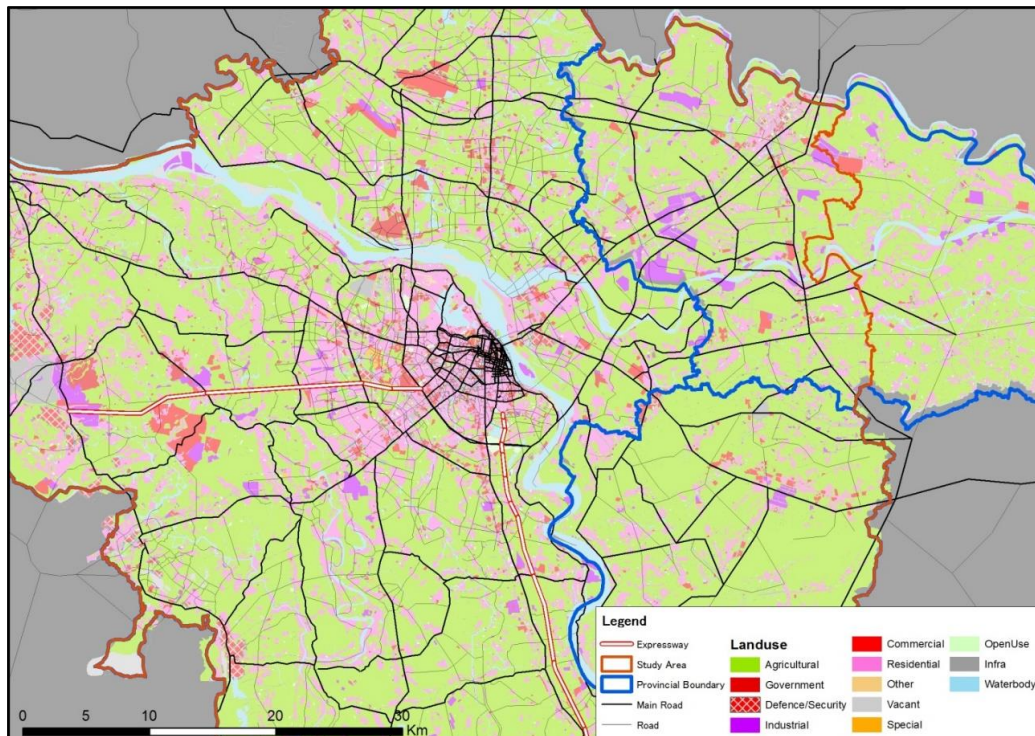 Legend
Expressway
Study Area
Provincial Boundary
Main Road
Road
Landuse
Agricultural
Government
Defence/Security
Industrial
Commercial
Residential
Other
Vacant
Special
OpenUse
Infra
Waterbody
0 5 10 20 30
Km